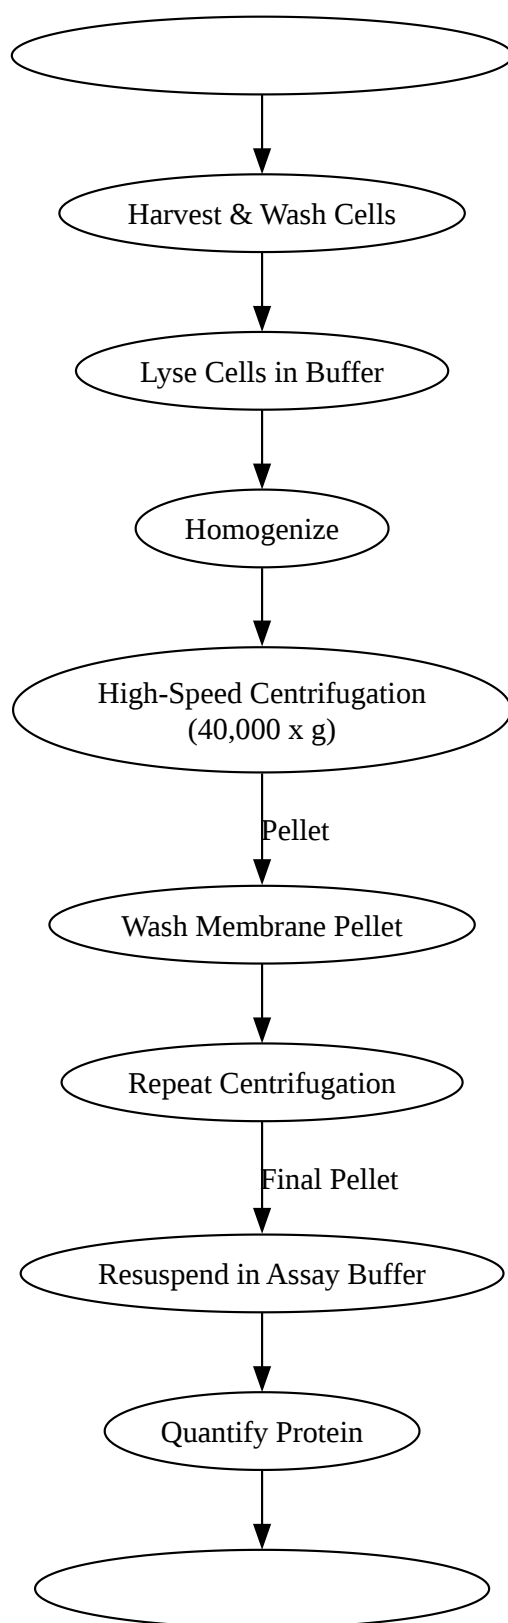 Harvest & Wash Cells
Lyse Cells in Buffer
Homogenize
High-Speed Centrifugation
(40,000 x g)
Pellet
Wash Membrane Pellet
Repeat Centrifugation
Final Pellet
Resuspend in Assay Buffer
Quantify Protein